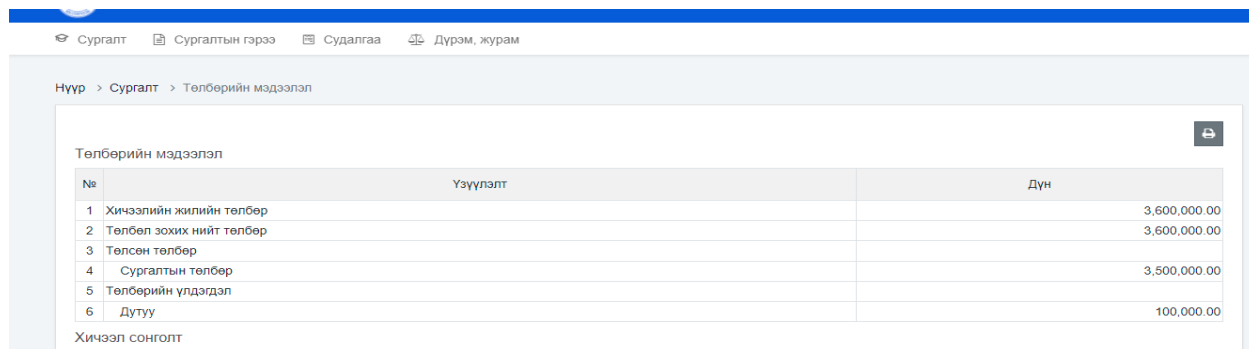 Сургалт Сургалтын гэрээ Судалгаа Дүрэм, журам
Нүүр > Сургалт > Төлбөрийн мэдээлэл
Төлбөрийн мэдээлэл
№ Үзүүлэлт Дүн
1 Хичээлийн жилийн төлбөр 3,600,000.00
2 Төлбөл зохих нийт төлбөр 3,600,000.00
3 Төлсөн төлбөр
4 Сургалтын төлбөр 3,500,000.00
5 Төлбөрийн үлдэгдэл
6 Дутуу 100,000.00
Хичээл сонголт